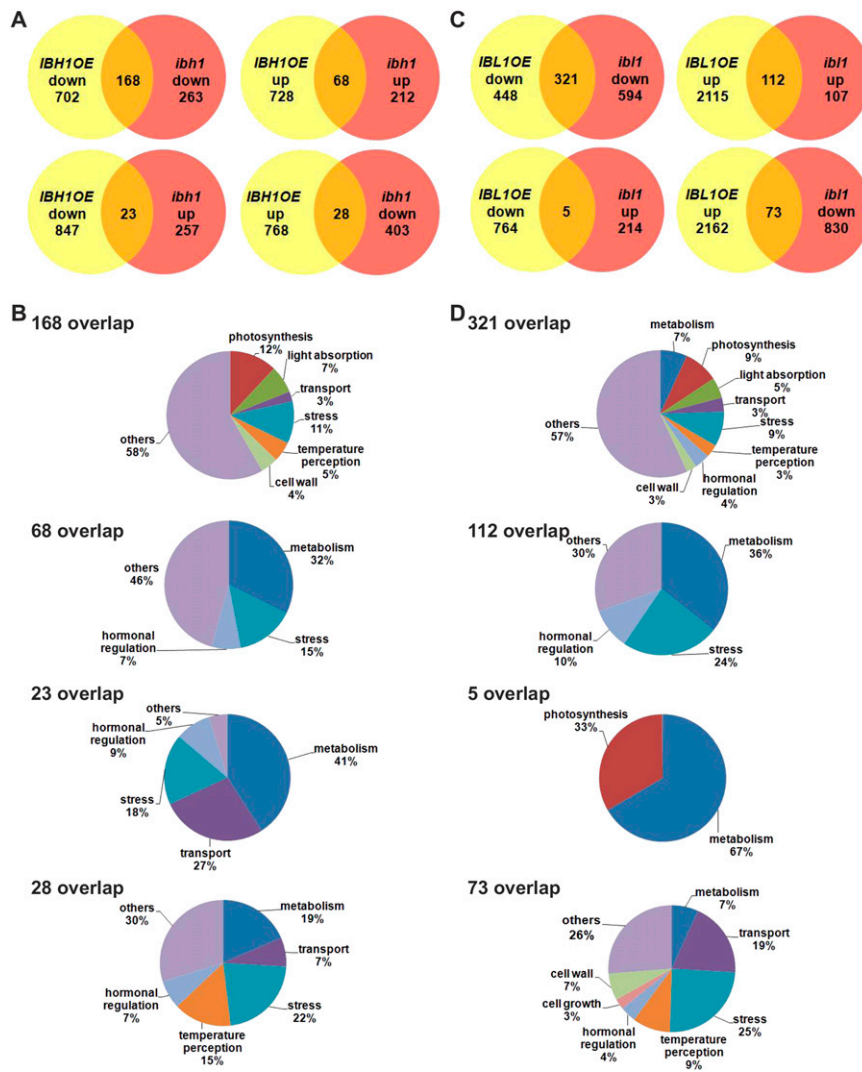 A
IBH1OE
down
702
168
ibh1
down
263
IBH1OE
up
728
68
ibh1
up
212
IBH1OE
down
847
23
ibh1
up
257
IBH1OE
up
768
28
ibh1
down
403
C
IBL1OE
down
448
321
ibl1
down
594
IBL1OE
up
2115
112
ibl1
up
107
IBL1OE
down
764
5
ibl1
up
214
IBL1OE
up
2162
73
ibl1
down
830
B
168 overlap
photosynthesis
12%
light absorption
7%
transport
3%
stress
11%
temperature
perception
5%
cell wall
4%
others
58%
68 overlap
metabolism
32%
stress
15%
hormonal
regulation
7%
others
46%
23 overlap
others
5%
hormonal
regulation
9%
metabolism
41%
stress
18%
transport
27%
28 overlap
metabolism
19%
transport
7%
stress
22%
temperature
perception
15%
hormonal
regulation
7%
others
30%
D
321 overlap
metabolism
7%
photosynthesis
9%
light absorption
5%
transport
3%
stress
9%
temperature
perception
3%
hormonal
regulation
4%
cell wall
3%
others
57%
112 overlap
others
30%
metabolism
36%
hormonal
regulation
10%
stress
24%
5 overlap
photosynthesis
33%
metabolism
67%
73 overlap
metabolism
7%
transport
19%
stress
25%
temperature
perception
9%
hormonal
regulation
4%
cell growth
3%
cell wall
7%
others
26%